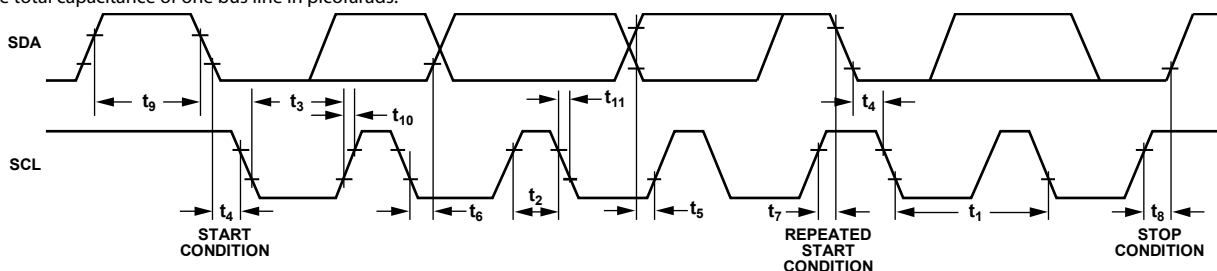 e total capacitance of one bus line in picofarads.
SDA
t9
t3
t10
t11
t4
SCL
t4
t6
t2
t5
t7
t1
t8
START
CONDITION
REPEATED
START
CONDITION
STOP
CONDITION